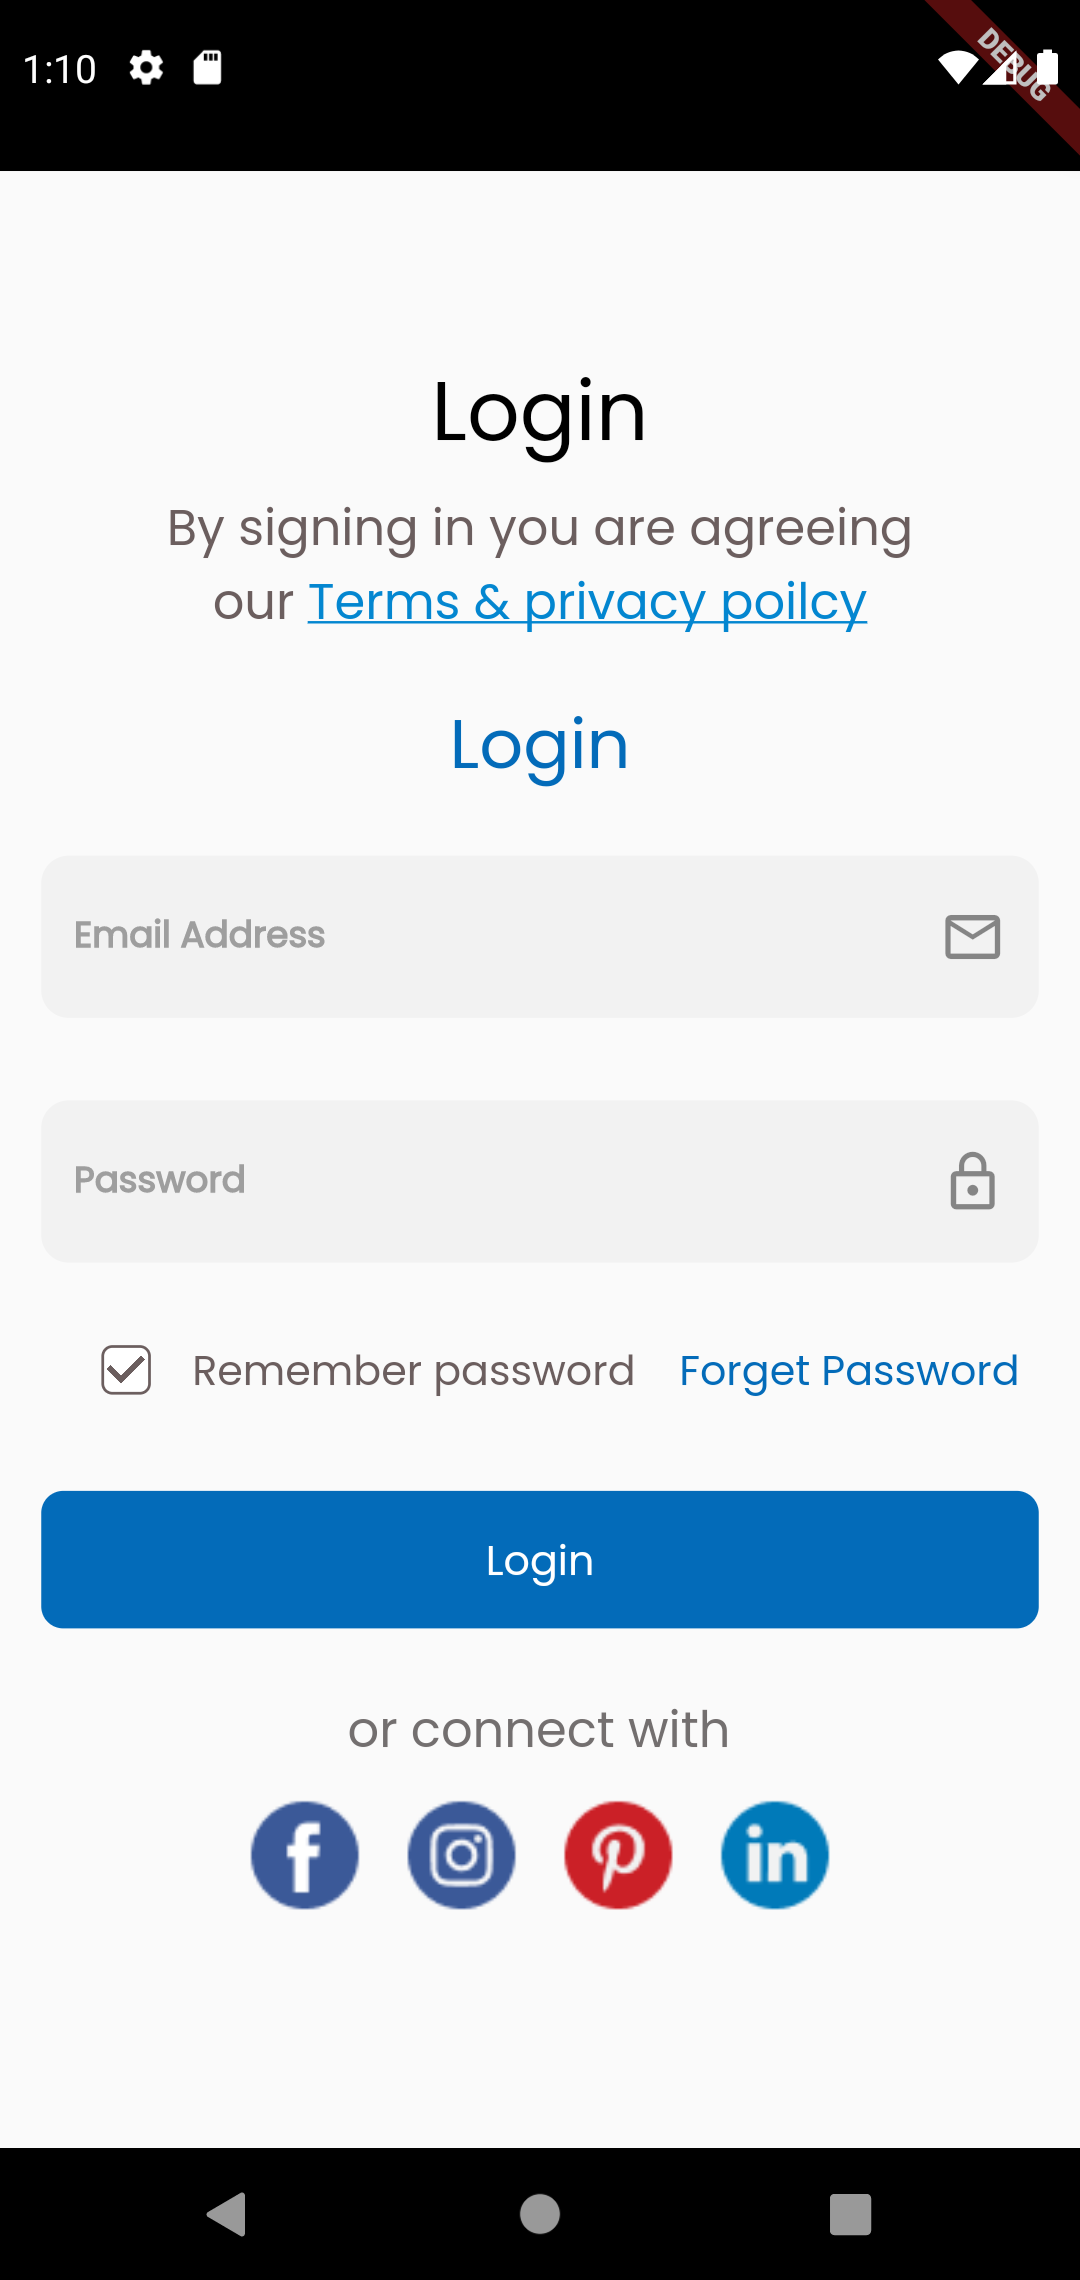 1:10
DEBUG
Login
By signing in you are agreeing
our Terms & privacy poilcy
Login
Email Address
Password
Remember password Forget Password
Login
or connect with
f
in